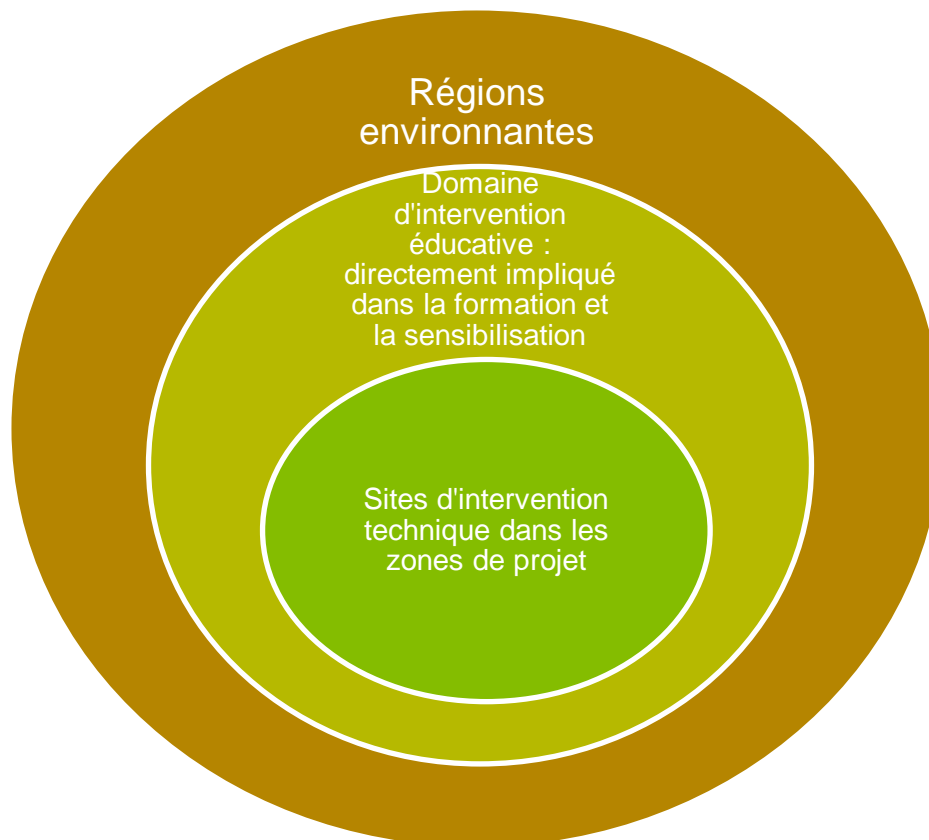 Régions
environnantes
Domaine
d'intervention
éducative :
directement impliqué
dans la formation et
la sensibilisation
Sites d'intervention
technique dans les
zones de projet